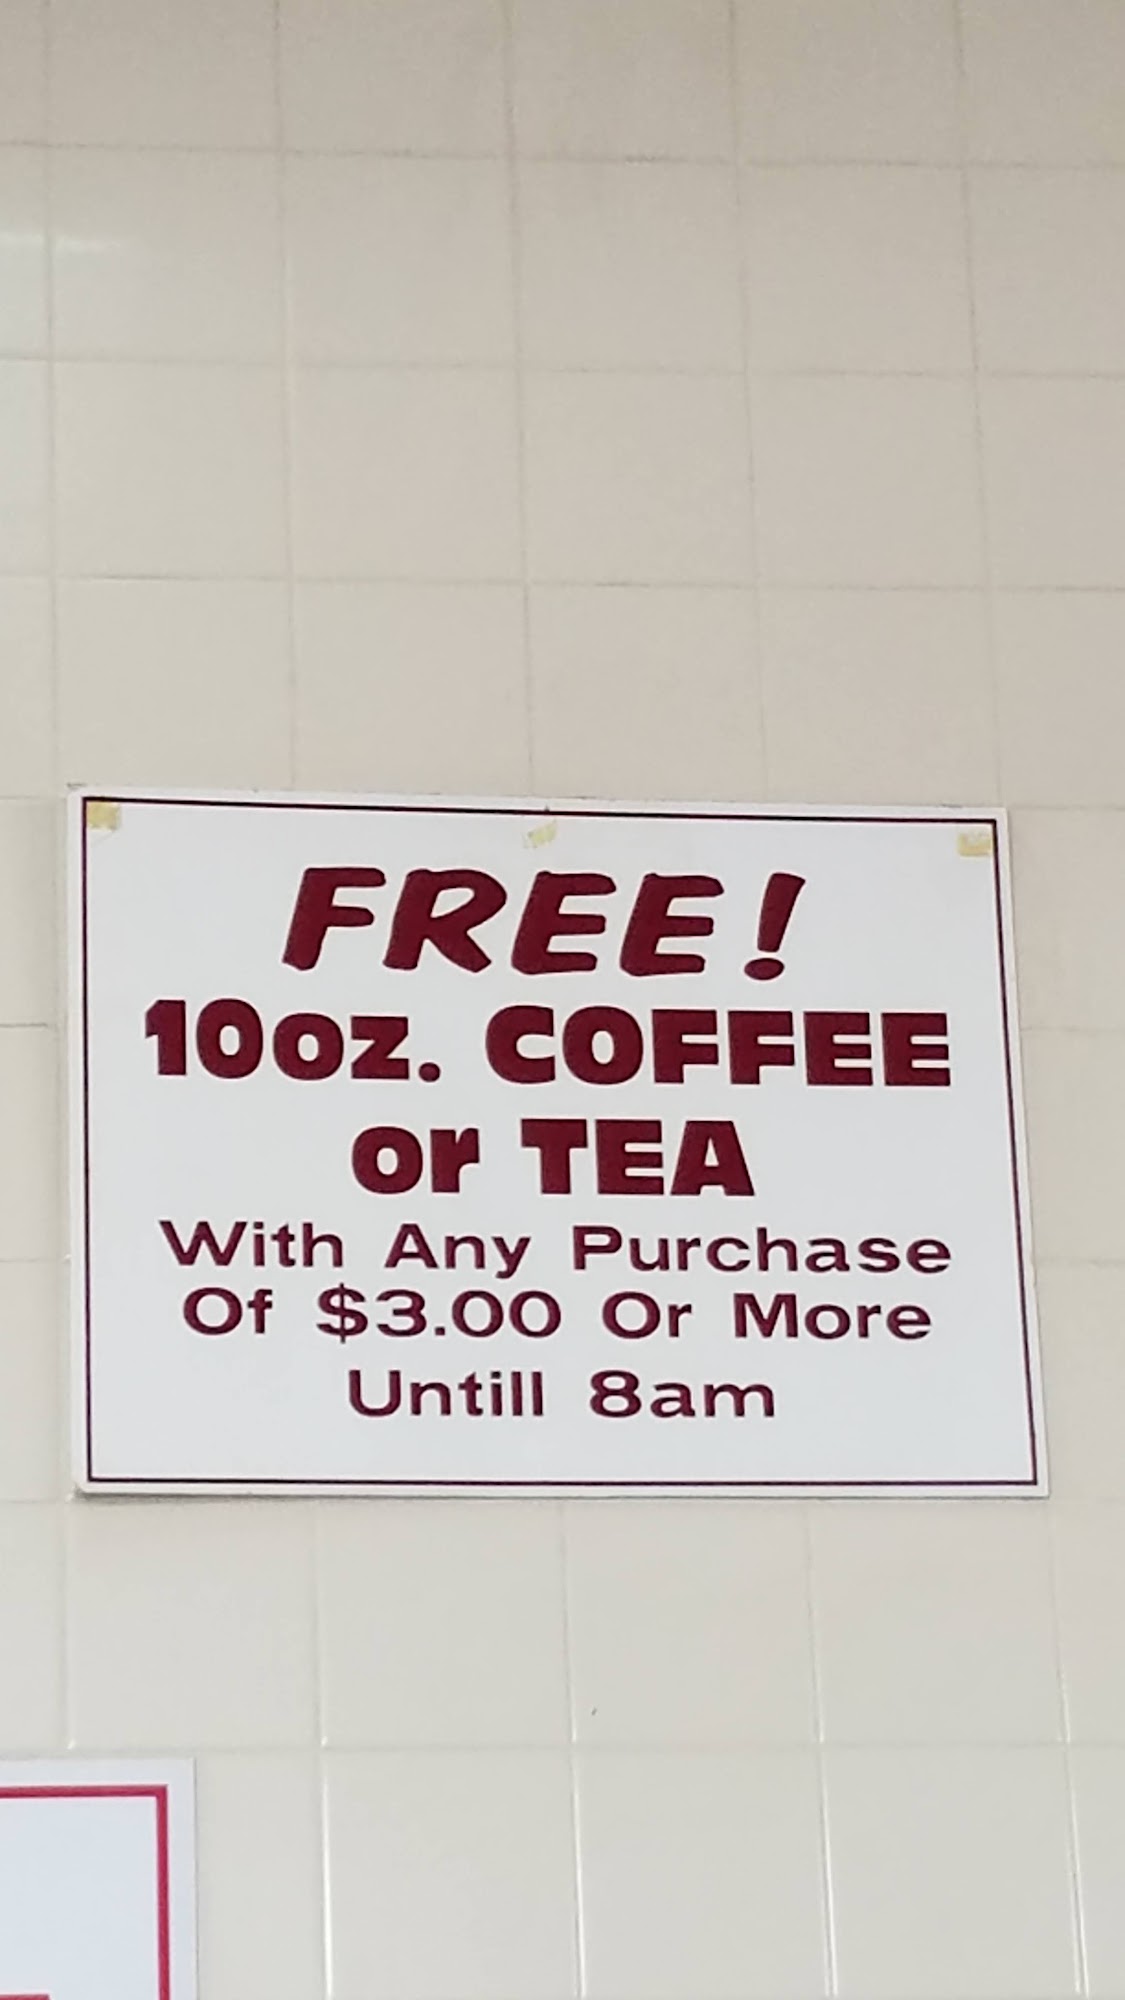 FREE!
10oz. COFFEE
or TEA
With Any Purchase
Of $3.00 Or More
Untill 8am